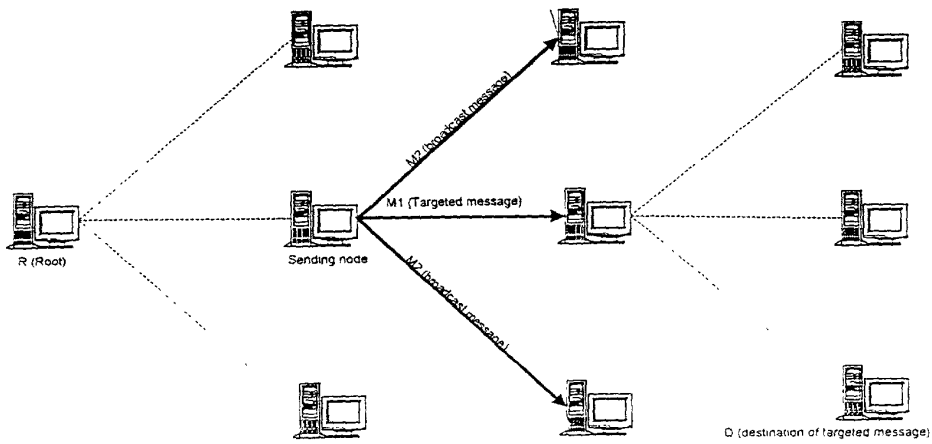 M2 (broadcast message)
M1 (Targeted message)
R (Root)
Sending node
M2 (broadcast message)
D (destination of targeted message)